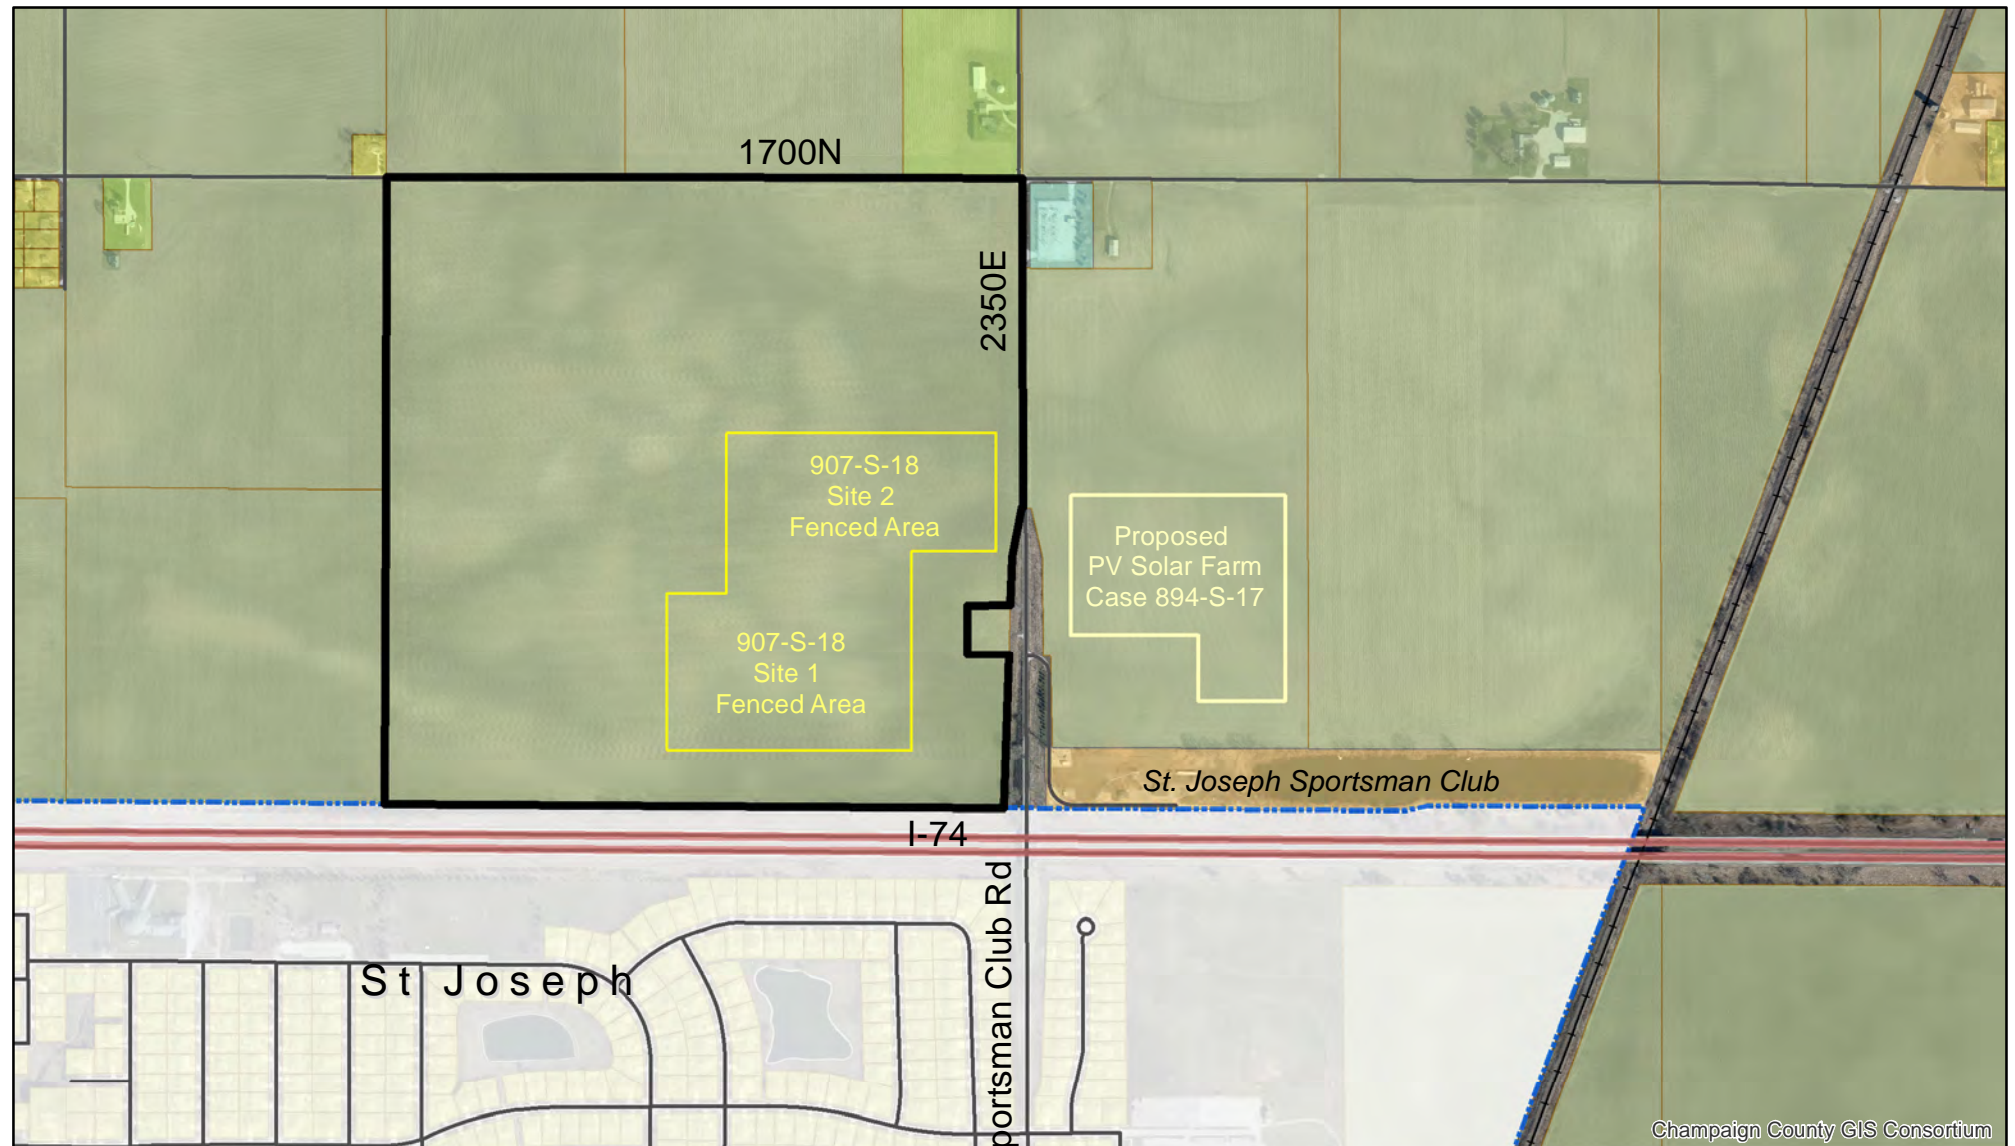 1700N
2350E
907-S-18
Site 2
Fenced Area
Proposed
PV Solar Farm
Case 894-S-17
907-S-18
Site 1
Fenced Area
St. Joseph Sportsman Club
I-74
St Joseph
portsman Club Rd
Champaign County GIS Consortium